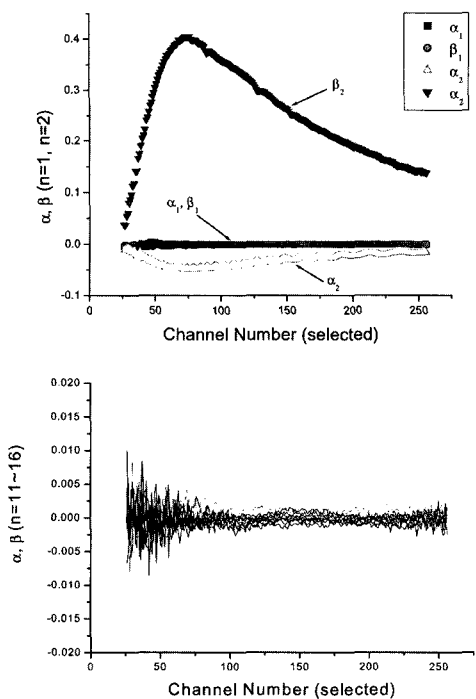 α, β (n=1, n=2)
0.4
0.3
0.2
0.1
0.0
-0.1
α₁
β₁
α₂
α₂
β₂
α₁, β₁
α₂
0 50 100 150 200 250
Channel Number (selected)
α, β (n=11~16)
0.020
0.015
0.010
0.005
0.000
-0.005
-0.010
-0.015
-0.020
0 50 100 150 200 250
Channel Number (selected)